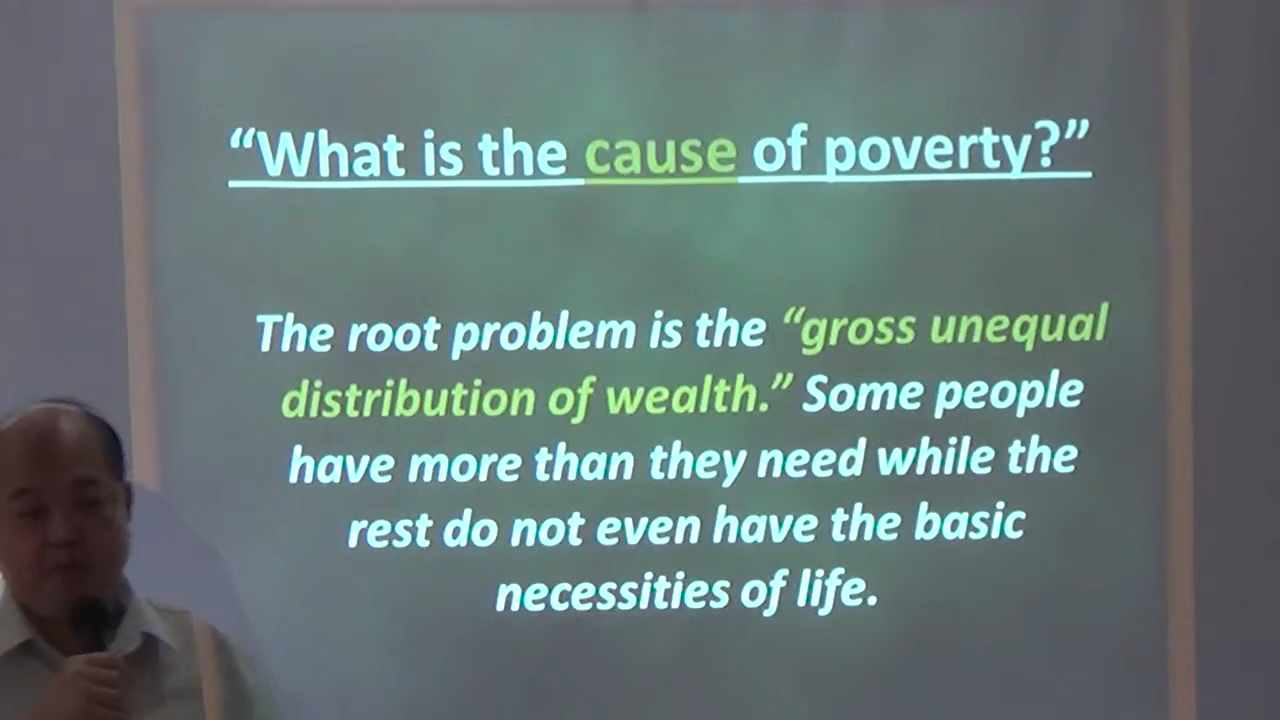 “What is the cause of poverty?”
The root problem is the “gross unequal
distribution of wealth.” Some people
have more than they need while the
rest do not even have the basic
necessities of life.